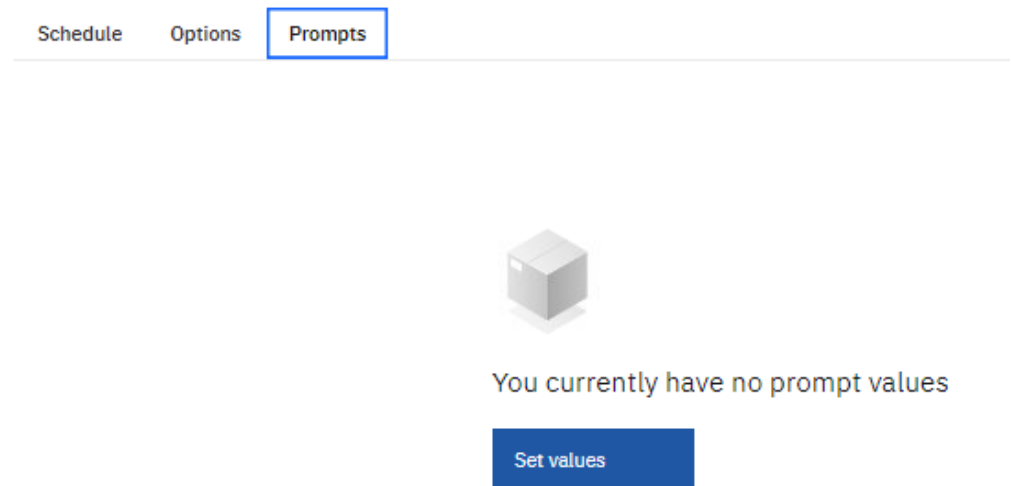 Schedule Options Prompts
You currently have no prompt values
Set values